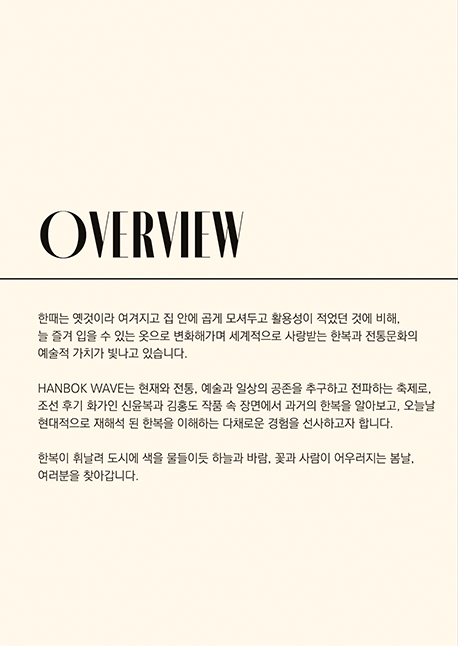 OVERVIEW
한때는 옛것이라 여겨지고 집 안에 곱게 모셔두고 활용성이 적었던 것에 비해,
늘 즐겨 입을 수 있는 옷으로 변화해가며 세계적으로 사랑받는 한복과 전통문화의
예술적 가치가 빛나고 있습니다.
HANBOK WAVE는 현재와 전통, 예술과 일상의 공존을 추구하고 전파하는 축제로,
조선 후기 화가인 신윤복과 김홍도 작품 속 장면에서 과거의 한복을 알아보고, 오늘날
현대적으로 재해석 된 한복을 이해하는 다채로운 경험을 선사하고자 합니다.
한복이 휘날려 도시에 색을 물들이듯 하늘과 바람, 꽃과 사람이 어우러지는 봄날,
여러분을 찾아갑니다.